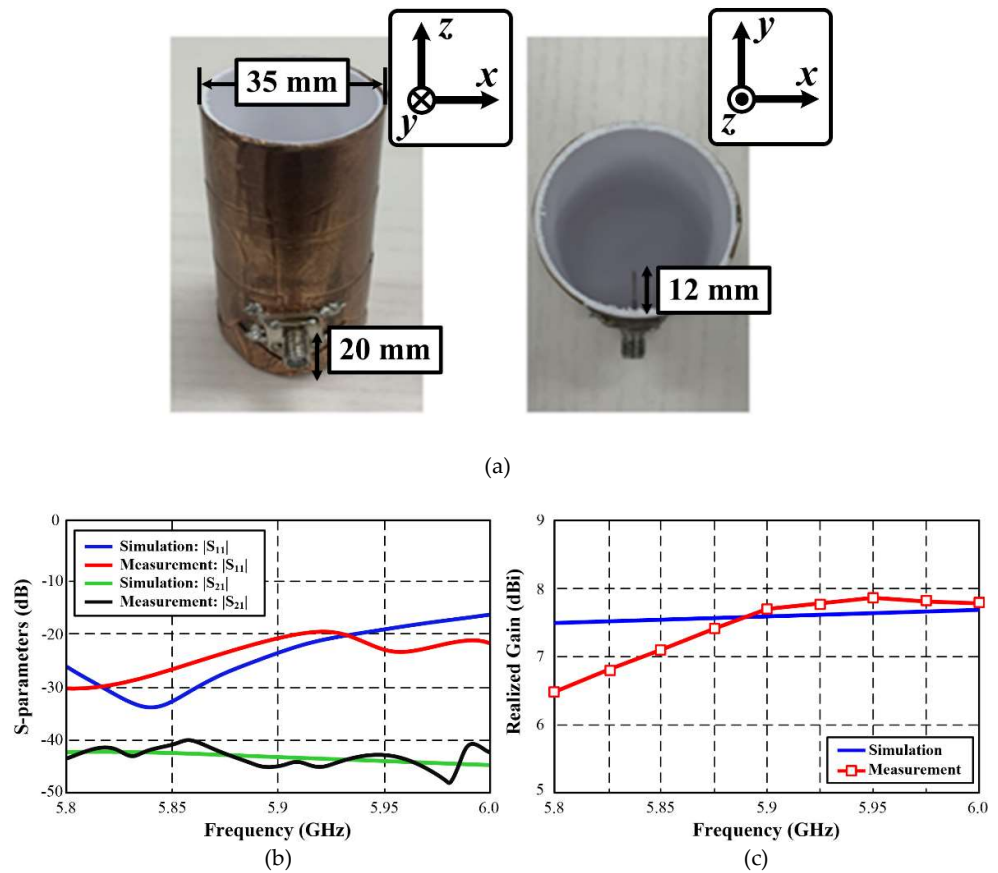 z
35 mm
x
y
20 mm
y
x
z
12 mm
(a)
0
-10
-20
-30
-40
-50
S-parameters (dB)
Simulation: |S₁₁|
Measurement: |S₁₁|
Simulation: |S₂₁|
Measurement: |S₂₁|
5.8
5.85
5.9
5.95
6.0
Frequency (GHz)
(b)
9
8
7
6
5
Realized Gain (dBi)
Simulation
Measurement
5.8
5.85
5.9
5.95
6.0
Frequency (GHz)
(c)